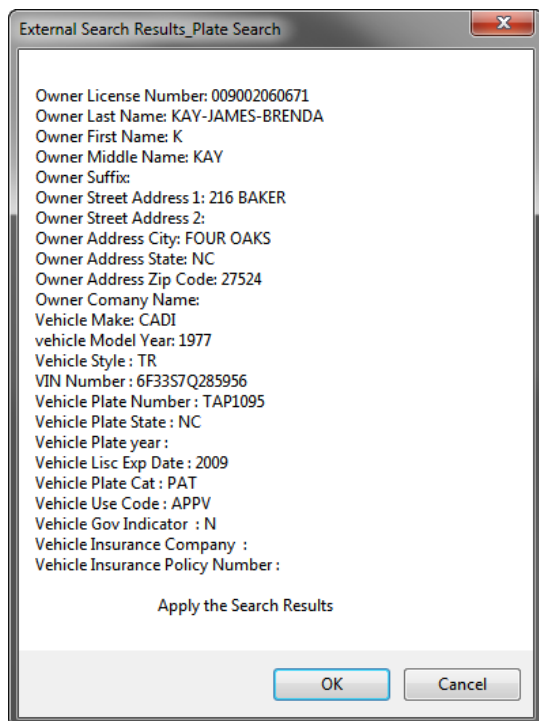 External Search Results_Plate Search
Owner License Number: 009002060671
Owner Last Name: KAY-JAMES-BRENDA
Owner First Name: K
Owner Middle Name: KAY
Owner Suffix:
Owner Street Address 1: 216 BAKER
Owner Street Address 2:
Owner Address City: FOUR OAKS
Owner Address State: NC
Owner Address Zip Code: 27524
Owner Comany Name:
Vehicle Make: CADI
vehicle Model Year: 1977
Vehicle Style : TR
VIN Number : 6F33S7Q285956
Vehicle Plate Number : TAP1095
Vehicle Plate State : NC
Vehicle Plate year :
Vehicle Lisc Exp Date : 2009
Vehicle Plate Cat : PAT
Vehicle Use Code : APPV
Vehicle Gov Indicator  : N
Vehicle Insurance Company  :
Vehicle Insurance Policy Number :
Apply the Search Results
OK Cancel